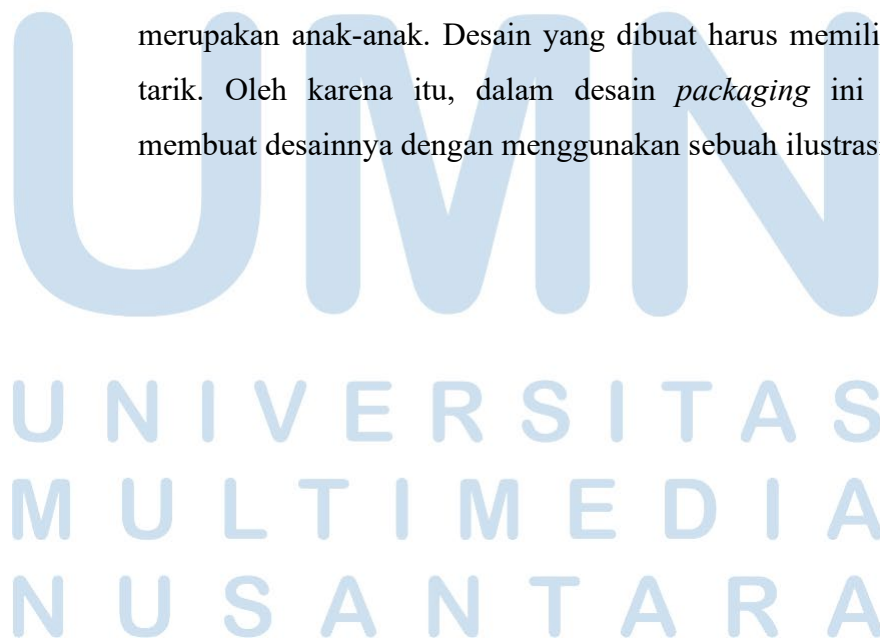 merupakan anak-anak. Desain yang dibuat harus memili
tarik. Oleh karena itu, dalam desain packaging ini
membuat desainnya dengan menggunakan sebuah ilustras
UMN
UNIVERSITAS
MULTIMEDIA
NUSANTARA